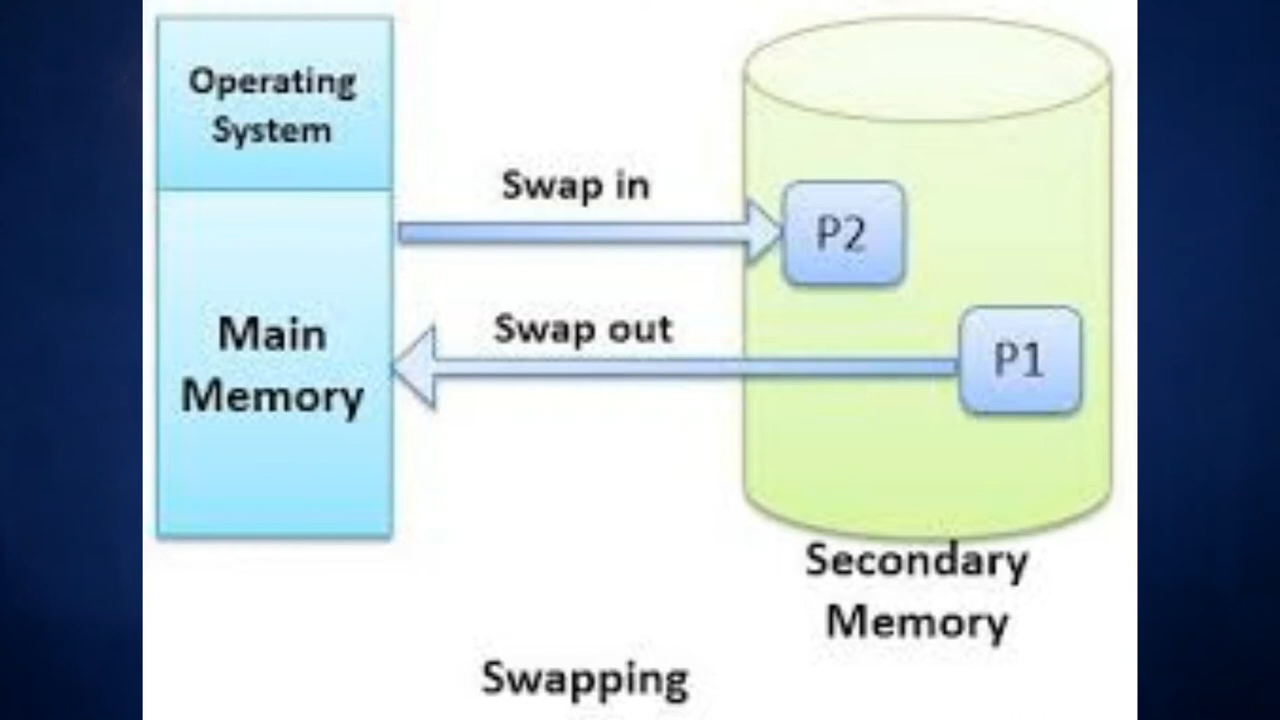 Operating
System
Swap in
P2
Main
Memory
Swap out
P1
Secondary
Memory
Swapping